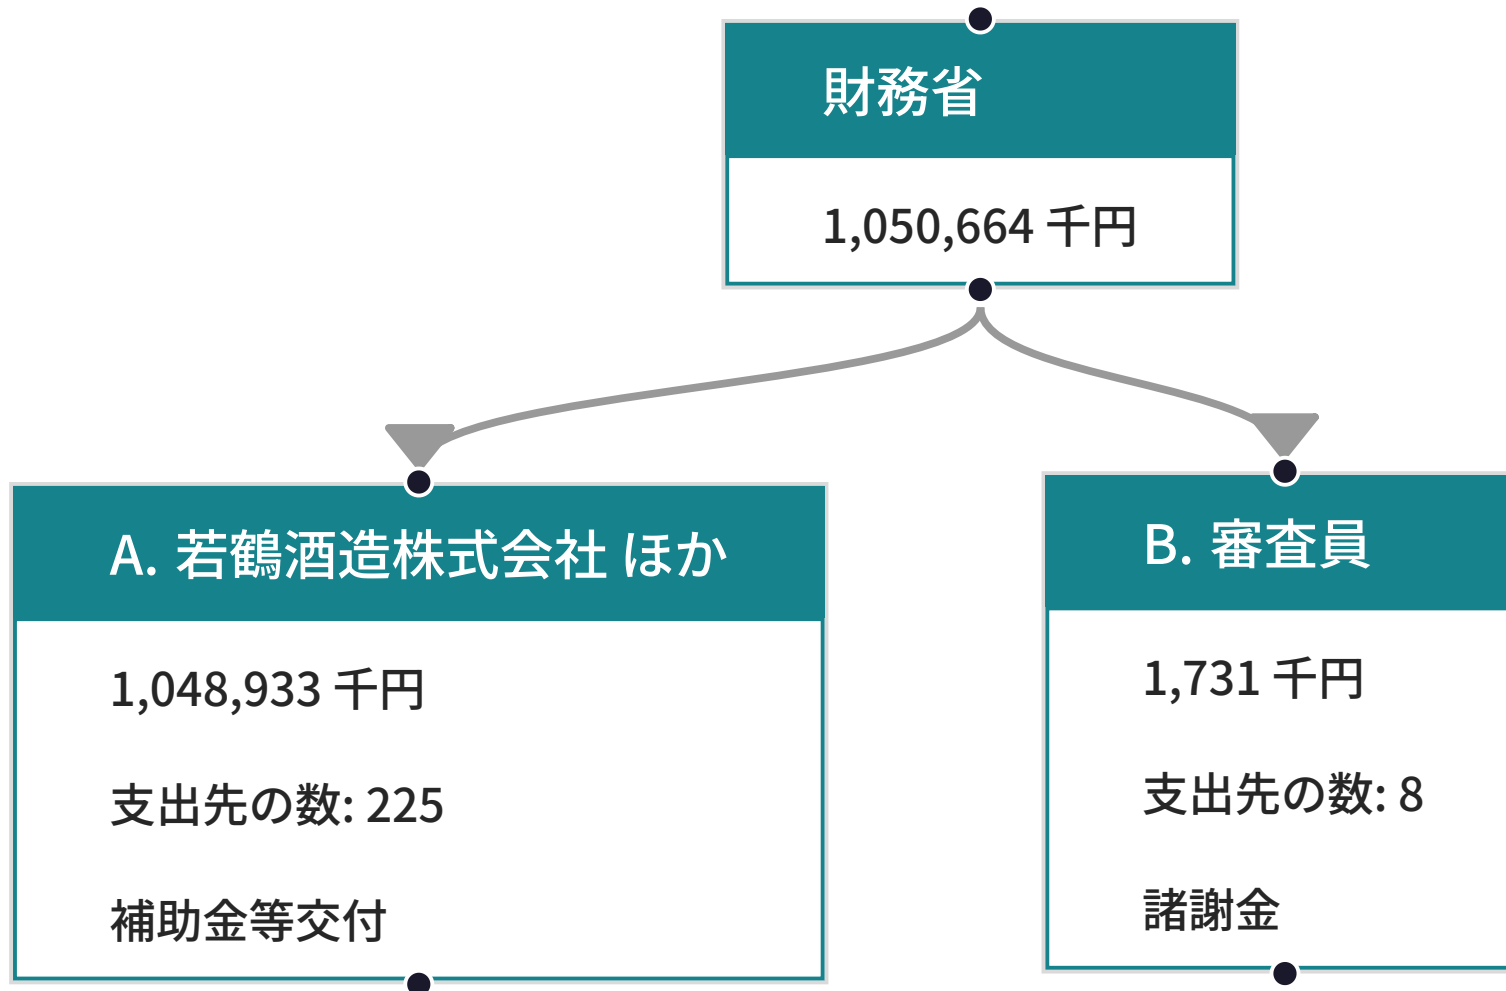 財務省
1,050,664 千円
A. 若鶴酒造株式会社 ほか
1,048,933 千円
支出先の数: 225
補助金等交付
B. 審査員
1,731 千円
支出先の数: 8
諸謝金